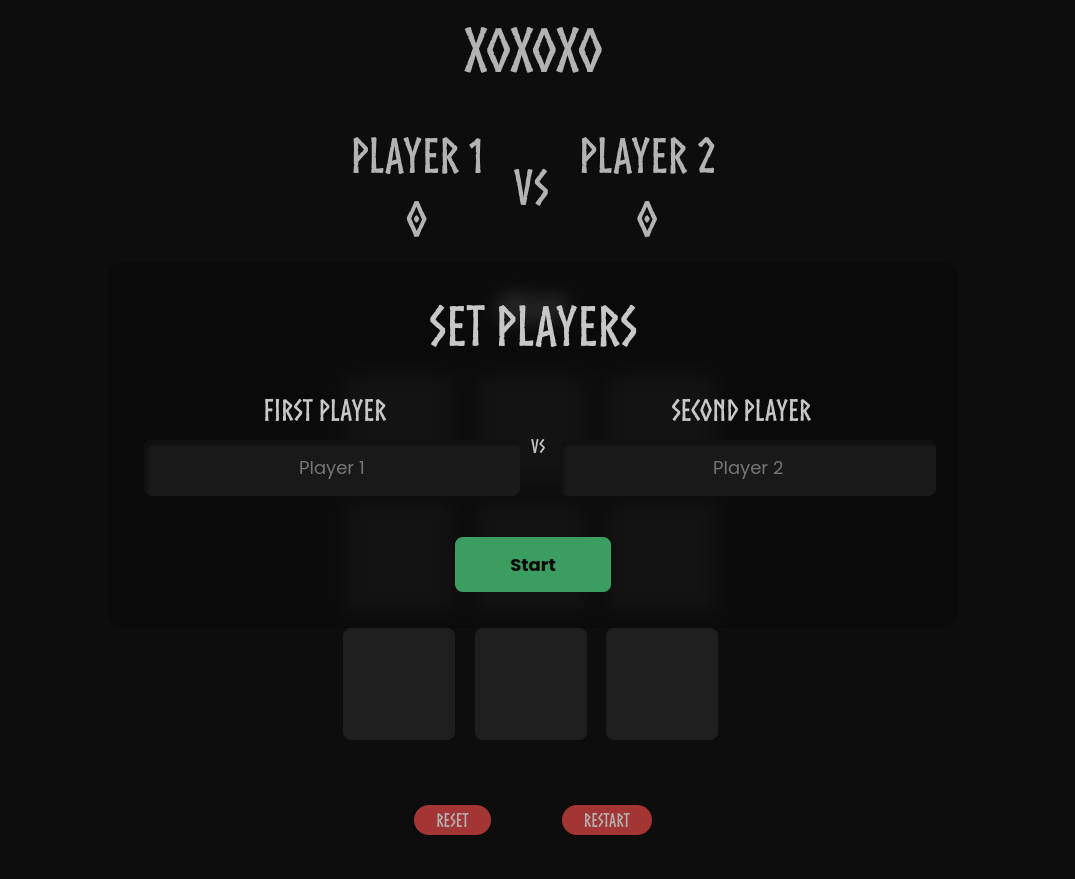 XOXOXO
PLAYER 1
VS
PLAYER 2
0
0
SET PLAYERS
FIRST PLAYER
VS
SECOND PLAYER
Player 1
Player 2
Start
RESET
RESTART